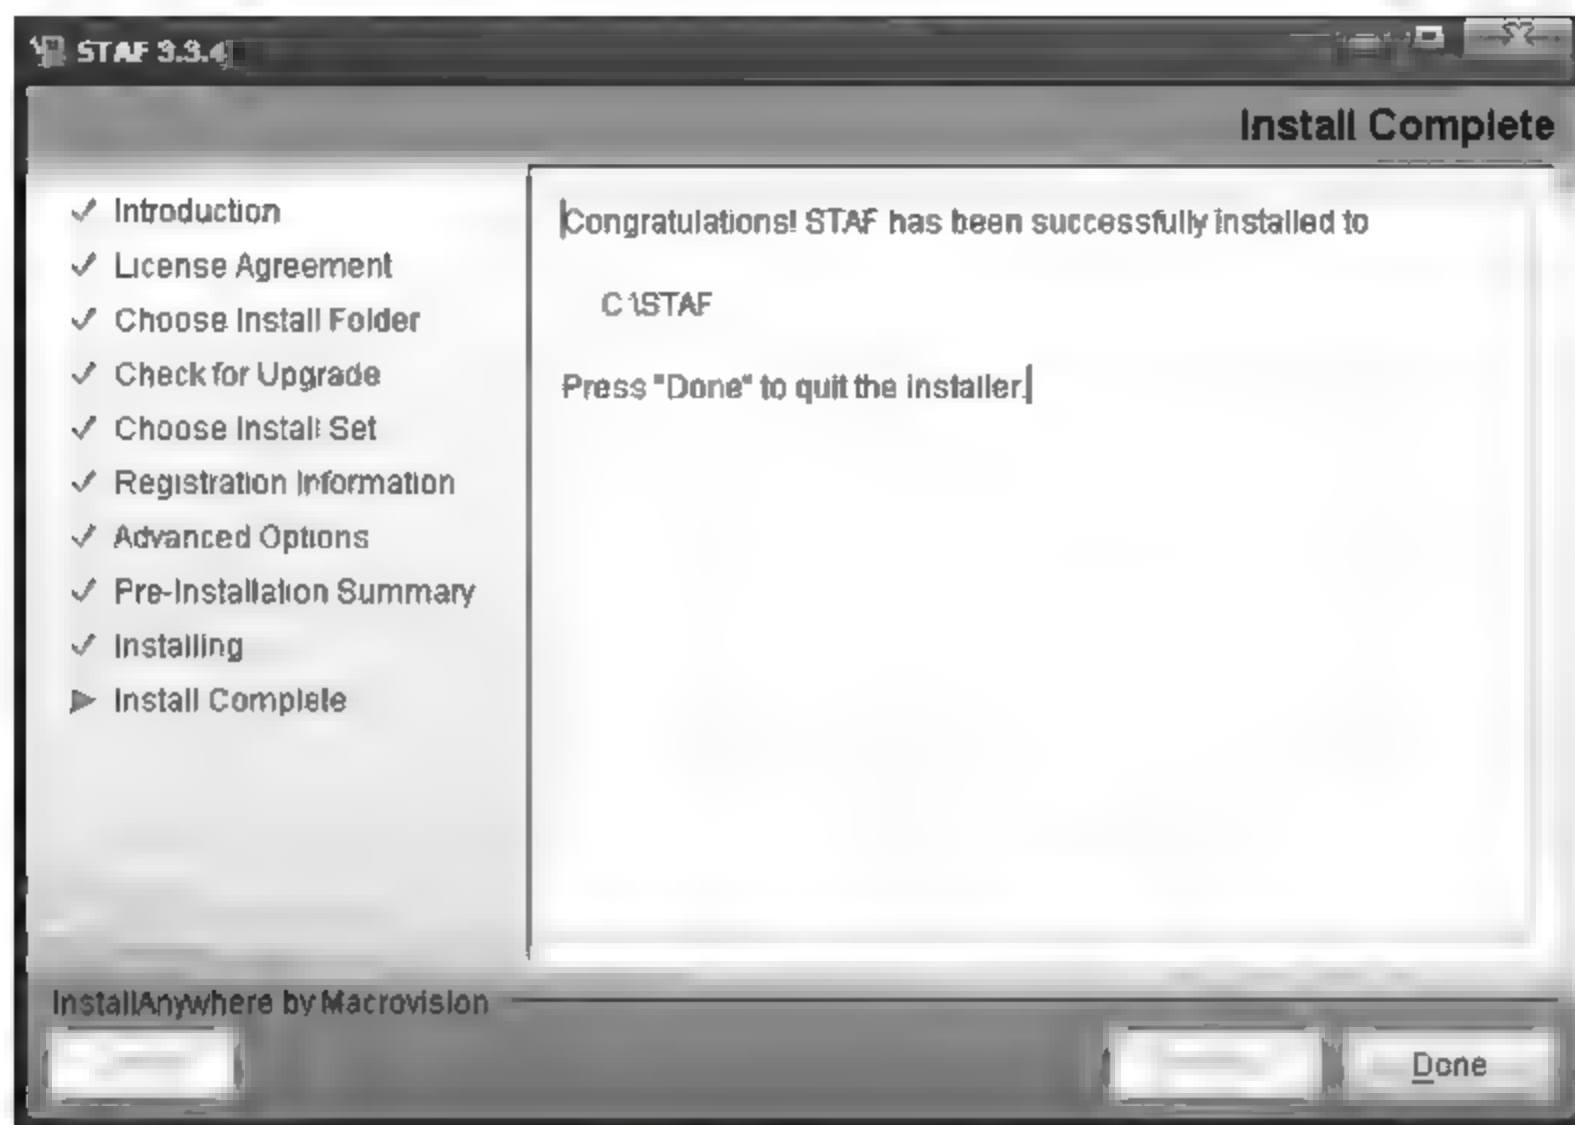 STAF 3.3.4
Install Complete
✓ Introduction
✓ License Agreement
✓ Choose Install Folder
✓ Check for Upgrade
✓ Choose Install Set
✓ Registration Information
✓ Advanced Options
✓ Pre-Installation Summary
✓ Installing
► Install Complete
Congratulations! STAF has been successfully installed to
C:\STAF
Press "Done" to quit the installer.
InstallAnywhere by Macrovision
Done